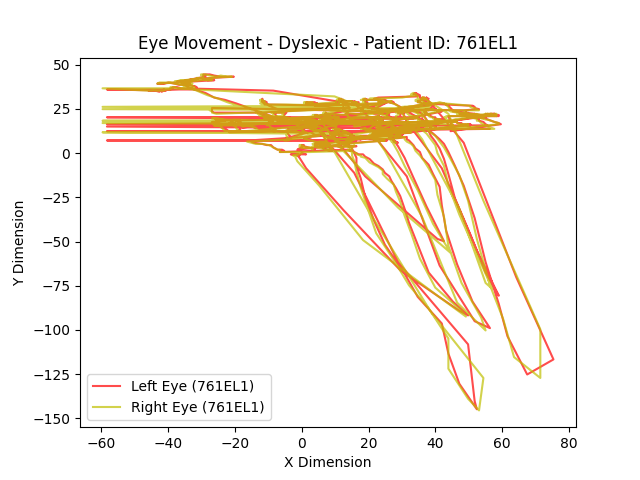 Eye Movement - Dyslexic - Patient ID: 761EL1
Y Dimension
50
25
0
−25
−50
−75
−100
−125
−150
Left Eye (761EL1)
Right Eye (761EL1)
−60 −40 −20 0 20 40 60 80
X Dimension